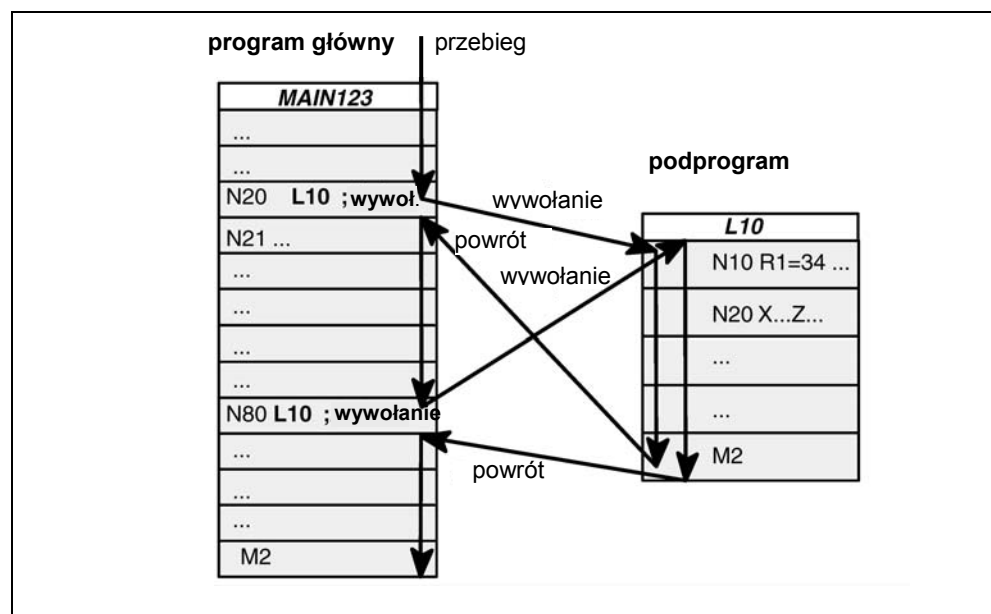 program główny
przebieg
MAIN123
...
...
N20 L10 ; wywoł.
N21 ...
...
...
...
...
N80 L10 ; wywołanie
...
...
...
M2
wywołanie
powrót
wywołanie
powrót
podprogram
L10
N10 R1=34 ...
N20 X...Z...
...
...
M2